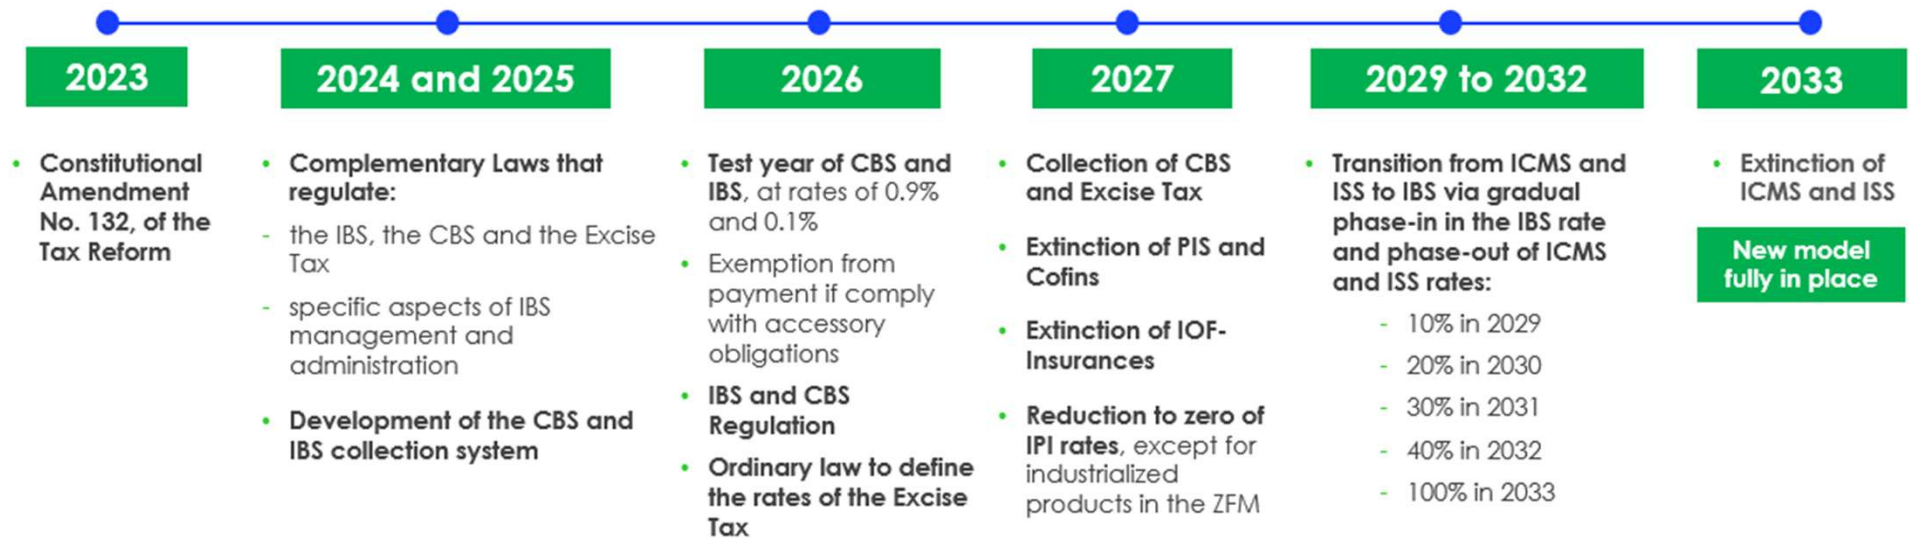 2023
• Constitutional
Amendment
No. 132, of the
Tax Reform
2024 and 2025
• Complementary Laws that
regulate:
- the IBS, the CBS and the Excise
Tax
- specific aspects of IBS
management and
administration
• Development of the CBS and
IBS collection system
2026
• Test year of CBS and
IBS, at rates of 0.9%
and 0.1%
• Exemption from
payment if comply
with accessory
obligations
• IBS and CBS
Regulation
• Ordinary law to define
the rates of the Excise
Tax
2027
• Collection of CBS
and Excise Tax
• Extinction of PIS and
Cofins
• Extinction of IOF-
Insurances
• Reduction to zero of
IPI rates, except for
industrialized
products in the ZFM
2029 to 2032
• Transition from ICMS and
ISS to IBS via gradual
phase-in in the IBS rate
and phase-out of ICMS
and ISS rates:
- 10% in 2029
- 20% in 2030
- 30% in 2031
- 40% in 2032
- 100% in 2033
2033
• Extinction of
ICMS and ISS
New model
fully in place